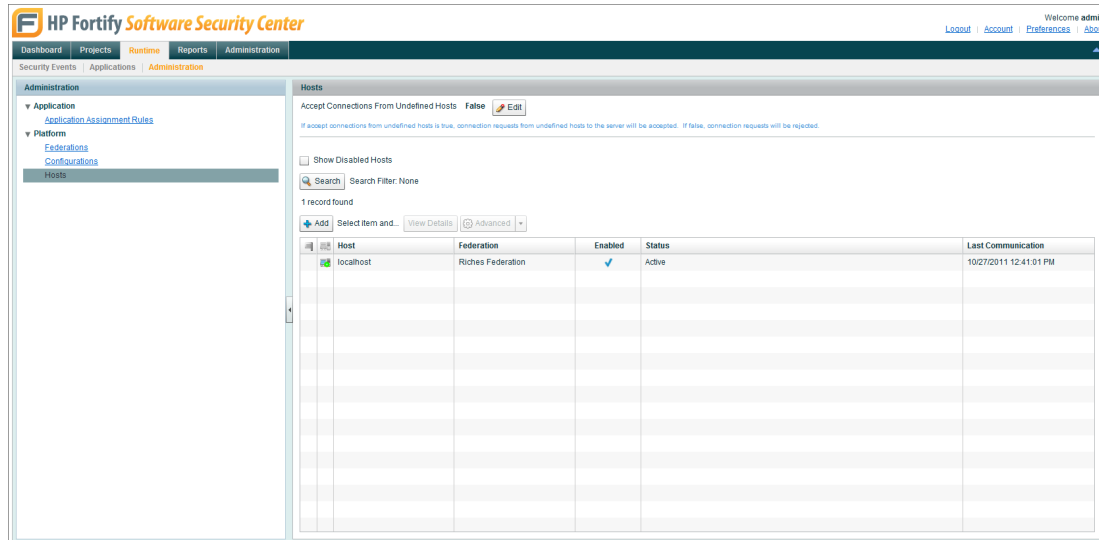 HP Fortify Software Security Center
Welcome admi
Logout | Account | Preferences | Abo
Dashboard Projects Runtime Reports Administration
Security Events | Applications | Administration
Administration
Application
Application Assignment Rules
Platform
Federations
Configurations
Hosts
Hosts
Accept Connections From Undefined Hosts False Edit
If accept connections from undefined hosts is true, connection requests from undefined hosts to the server will be accepted. If false, connection requests will be rejected.
Show Disabled Hosts
Search Search Filter: None
1 record found
Add Select item and... View Details Advanced
Host Federation Enabled Status Last Communication
localhost Riches Federation Active 10/27/2011 12:41:01 PM